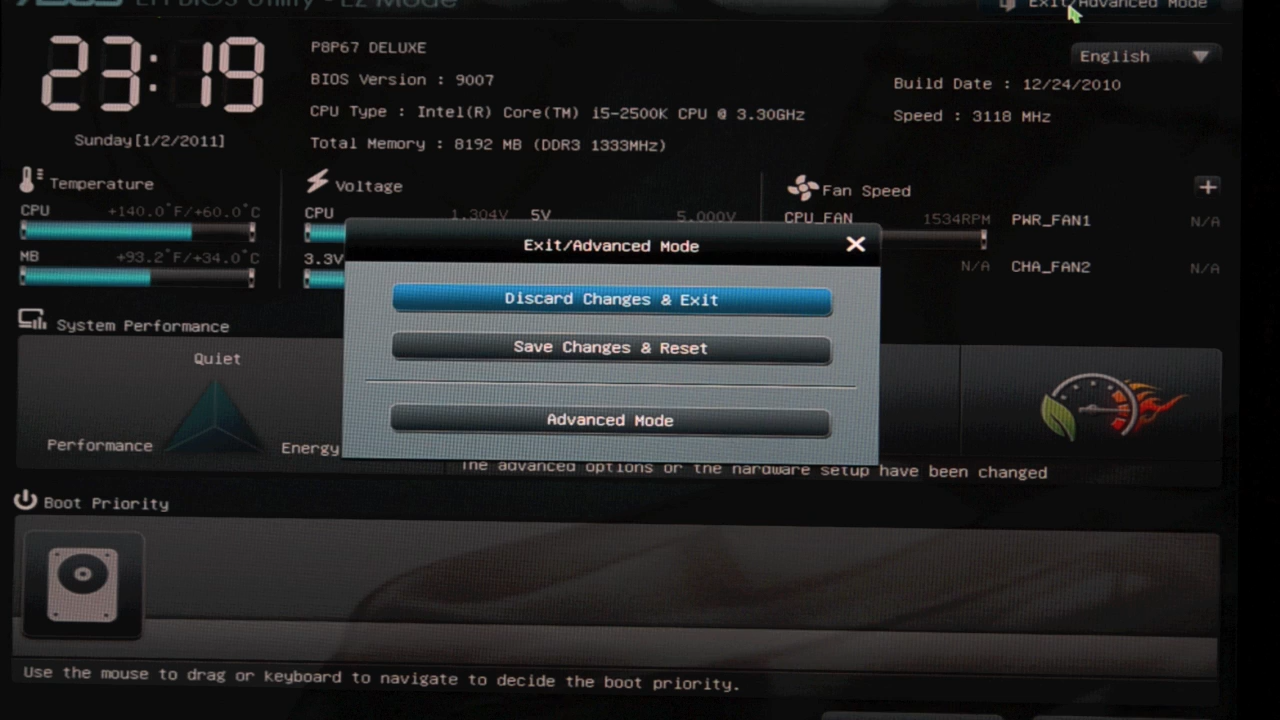 EFI BIOS Utility - EZ Mode
Exit/Advanced Mode
23:19
Sunday[1/2/2011]
P8P67 DELUXE
BIOS Version : 9007
CPU Type : Intel(R) Core(TM) i5-2500K CPU @ 3.30GHz
Total Memory : 8192 MB (DDR3 1333MHz)
English
Build Date : 12/24/2010
Speed : 3118 MHz
Temperature
CPU +140.0°F/+60.0°C
MB +93.2°F/+34.0°C
Voltage
CPU 1.304V 5V 5.000V
3.3V
Fan Speed
CPU_FAN 1534RPM PWR_FAN1 N/A
N/A CHA_FAN2 N/A
Exit/Advanced Mode
Discard Changes & Exit
Save Changes & Reset
Advanced Mode
System Performance
Quiet
Performance
Energy
The advanced options or the hardware setup have been changed
Boot Priority
Use the mouse to drag or keyboard to navigate to decide the boot priority.